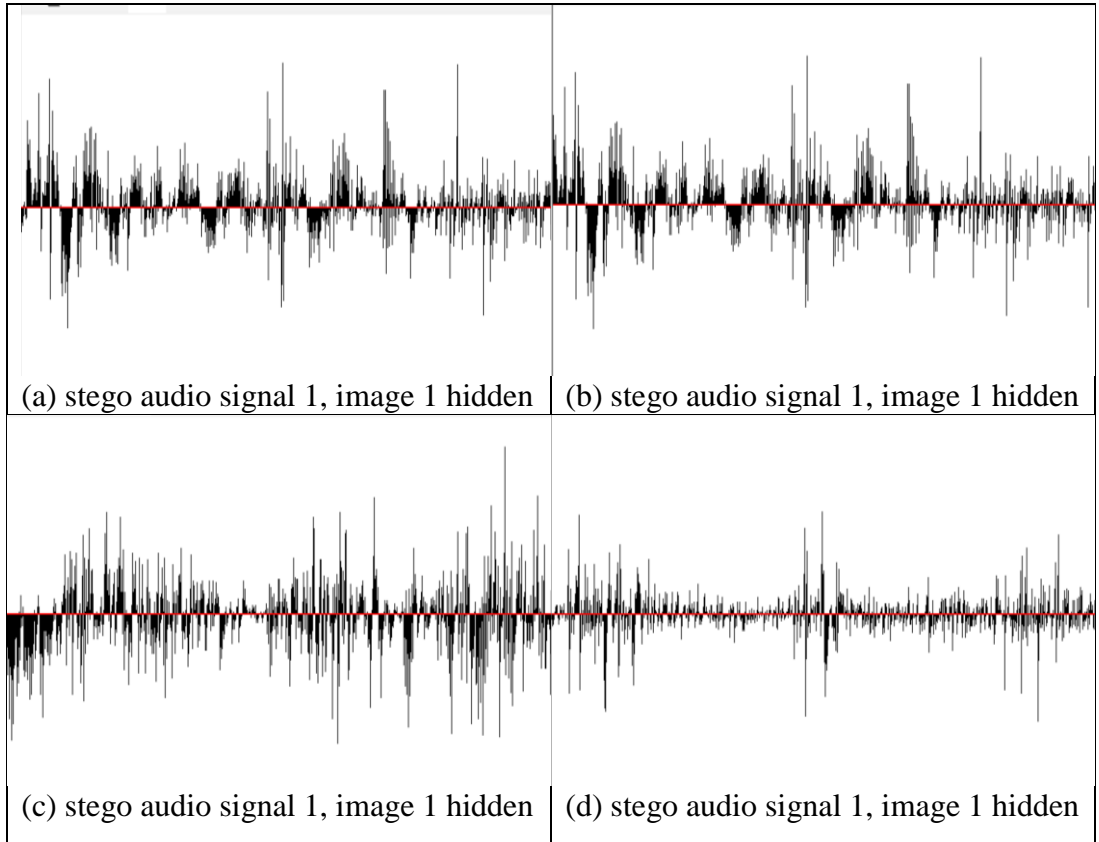 (a) stego audio signal 1, image 1 hidden
(b) stego audio signal 1, image 1 hidden
(c) stego audio signal 1, image 1 hidden
(d) stego audio signal 1, image 1 hidden